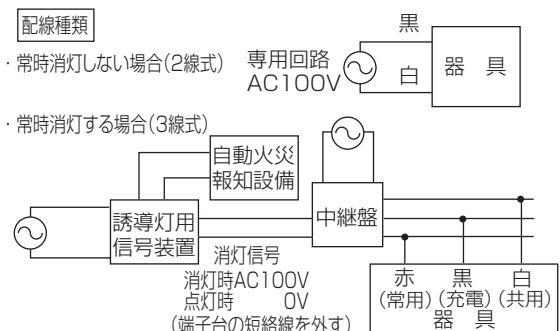 配線種類
・常時消灯しない場合(2線式)
専用回路
AC100V
黒
白
器 具
・常時消灯する場合(3線式)
自動火災
報知設備
誘導灯用
信号装置
中継盤
消灯信号
消灯時AC100V
点灯時 0V
(端子台の短絡線を外す)
赤 黒 白
(常用)(充電)(共用)
器 具